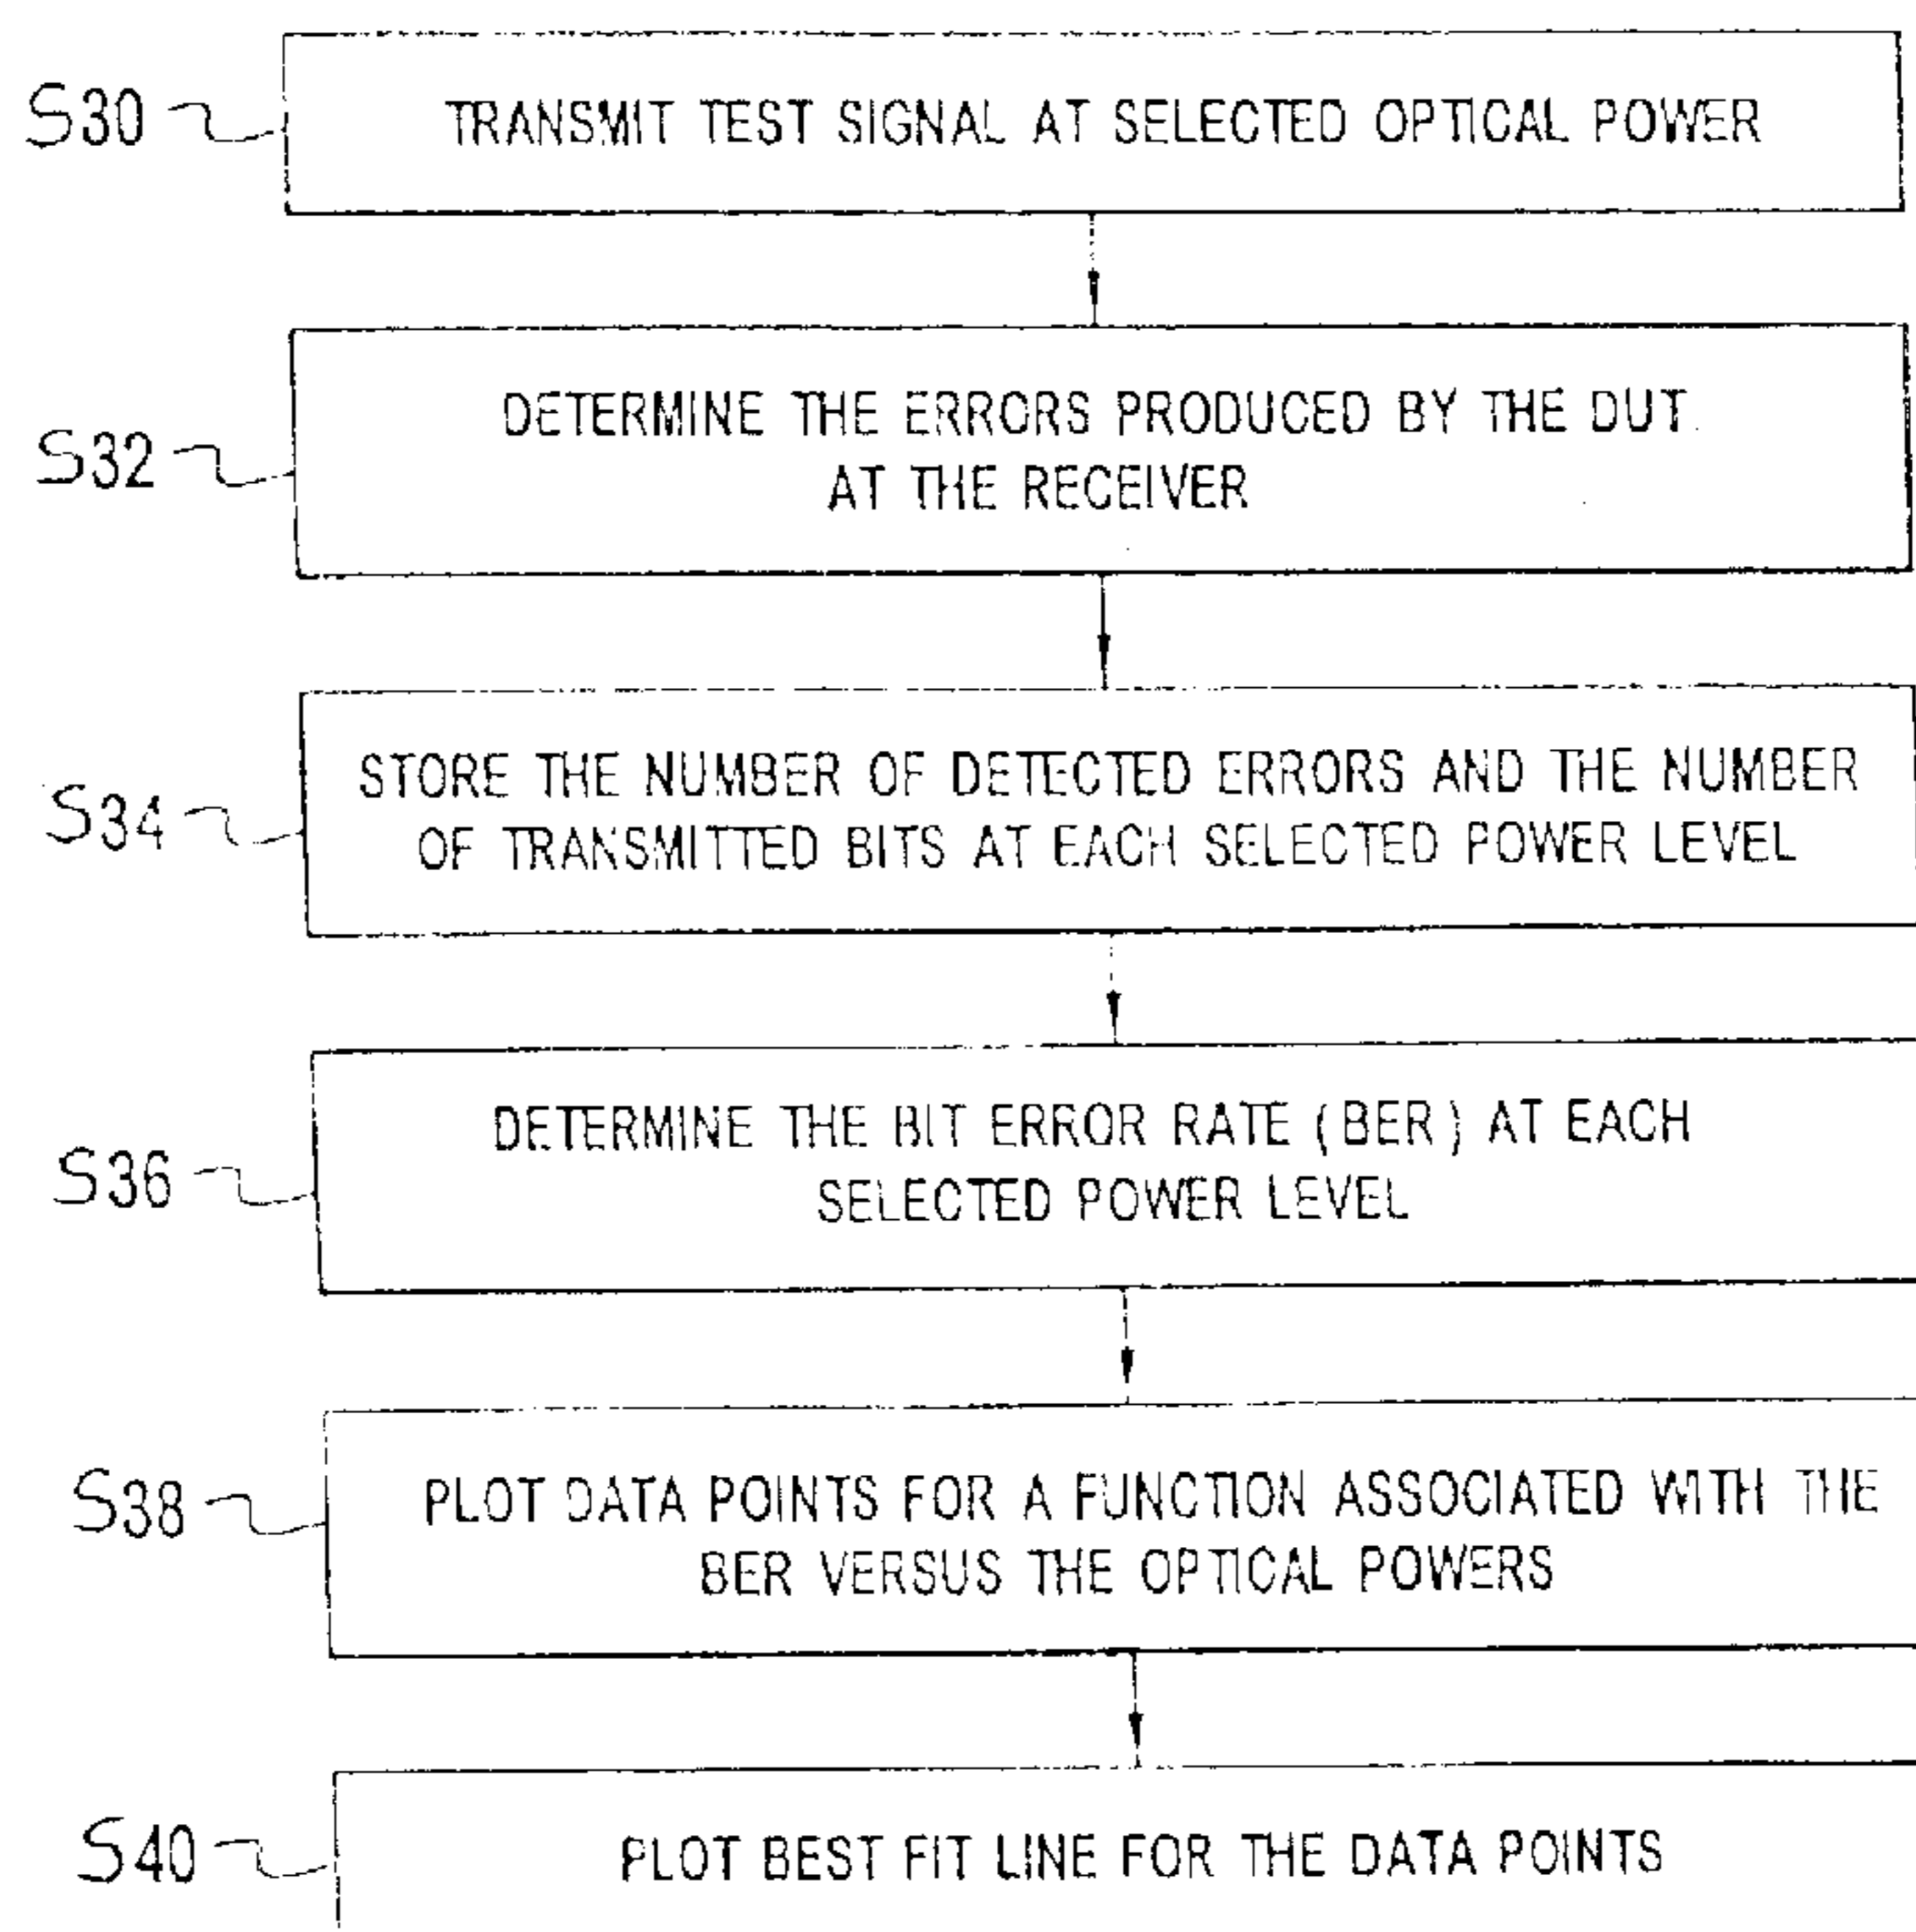 S30
TRANSMIT TEST SIGNAL AT SELECTED OPTICAL POWER
S32
DETERMINE THE ERRORS PRODUCED BY THE DUT
AT THE RECEIVER
S34
STORE THE NUMBER OF DETECTED ERRORS AND THE NUMBER
OF TRANSMITTED BITS AT EACH SELECTED POWER LEVEL
S36
DETERMINE THE BIT ERROR RATE (BER) AT EACH
SELECTED POWER LEVEL
S38
PLOT DATA POINTS FOR A FUNCTION ASSOCIATED WITH THE
BER VERSUS THE OPTICAL POWERS
S40
PLOT BEST FIT LINE FOR THE DATA POINTS